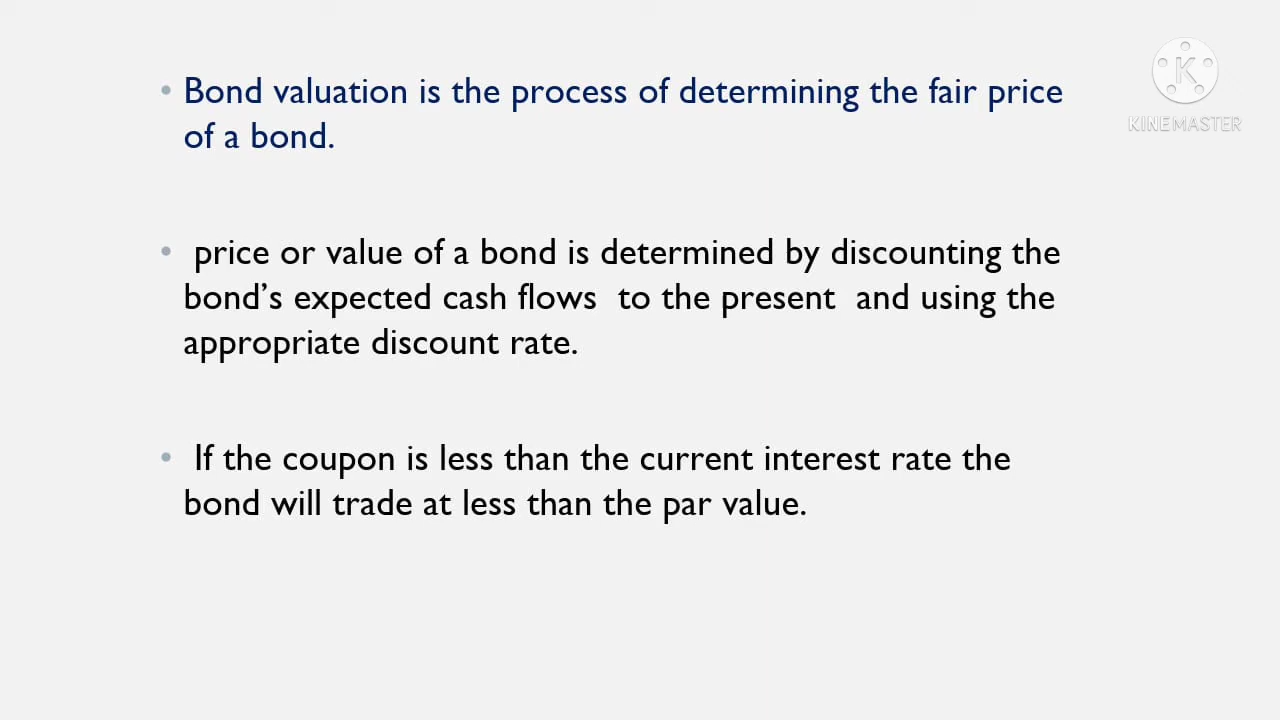 • Bond valuation is the process of determining the fair price
of a bond.
• price or value of a bond is determined by discounting the
bond’s expected cash flows to the present and using the
appropriate discount rate.
• If the coupon is less than the current interest rate the
bond will trade at less than the par value.
K
KINEMASTER